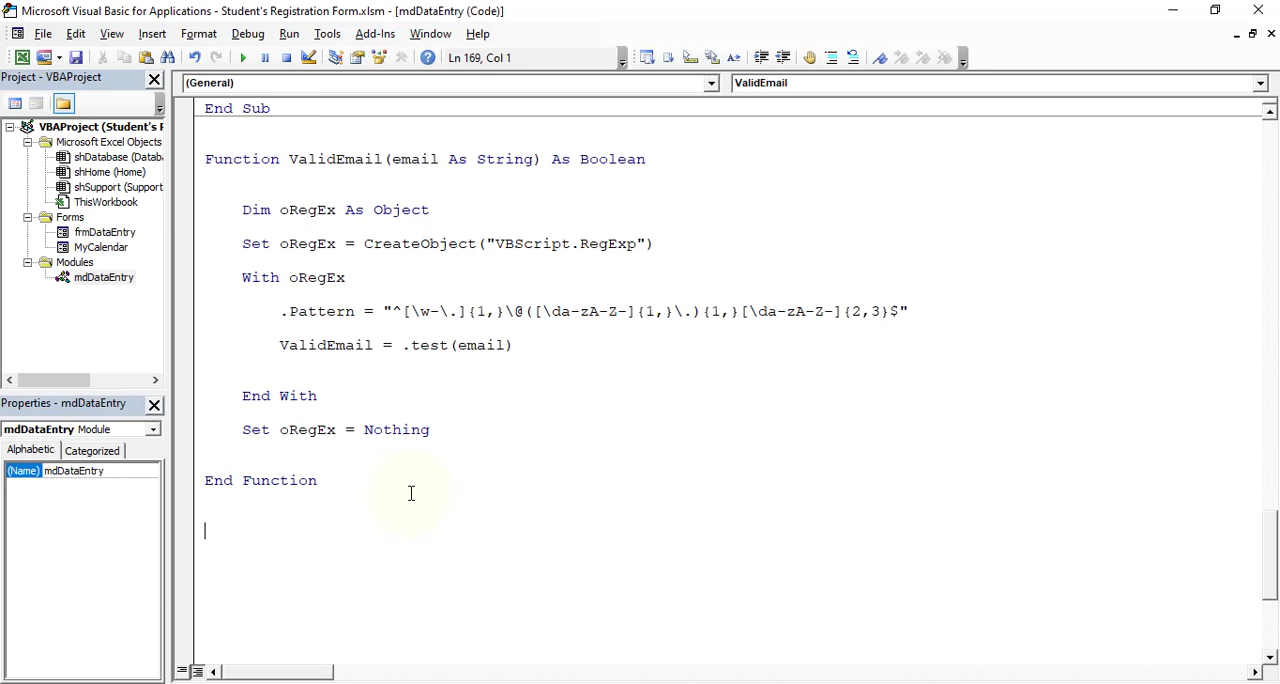 Microsoft Visual Basic for Applications - Student's Registration Form.xlsm - [mdDataEntry (Code)]
File Edit View Insert Format Debug Run Tools Add-Ins Window Help
Ln 169, Col 1
Project - VBAProject
(General)
ValidEmail
VBAProject (Student's F
Microsoft Excel Objects
shDatabase (Datab
shHome (Home)
shSupport (Support
ThisWorkbook
Forms
frmDataEntry
MyCalendar
Modules
mdDataEntry
Properties - mdDataEntry
mdDataEntry Module
Alphabetic Categorized
(Name) mdDataEntry
End Sub
Function ValidEmail(email As String) As Boolean
Dim oRegEx As Object
Set oRegEx = CreateObject("VBScript.RegExp")
With oRegEx
.Pattern = "^[\w-\.]{1,}\@([\da-zA-Z-]{1,}\.){1,}[\da-zA-Z-]{2,3}$"
ValidEmail = .test(email)
End With
Set oRegEx = Nothing
End Function